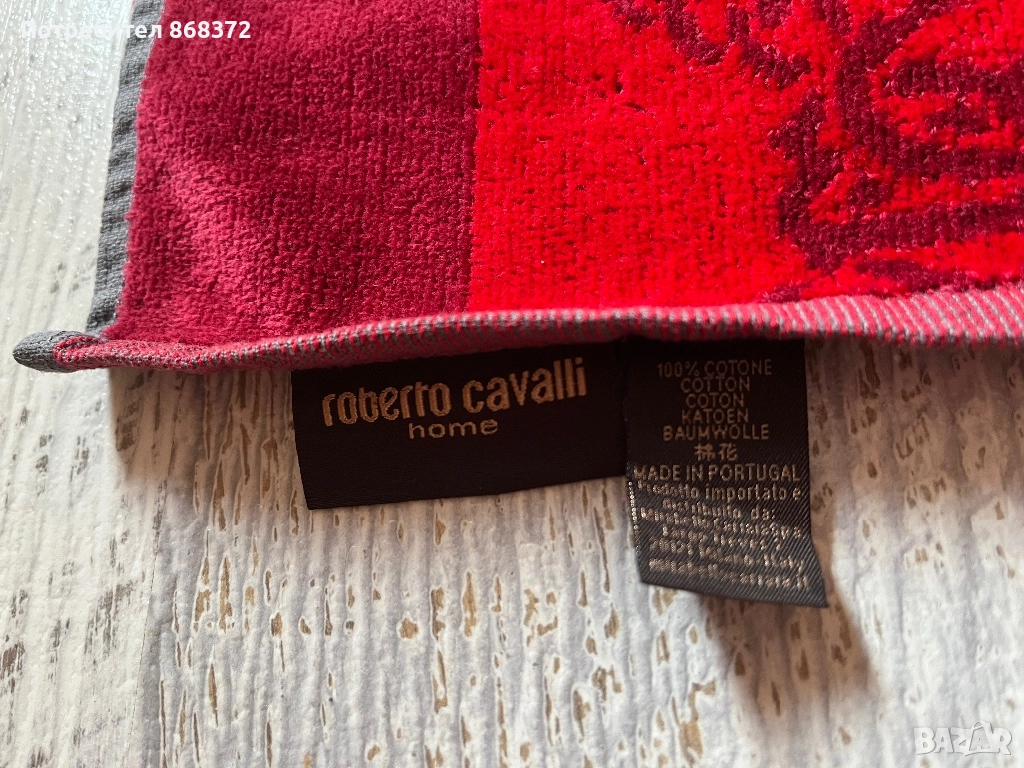 Потребител 868372
roberto cavalli
home
100% COTONE
COTTON
COTON
KATOEN
BAUMWOLLE
棉花
MADE IN PORTUGAL
Prodotto importato e
distribuito da:
BAZAR